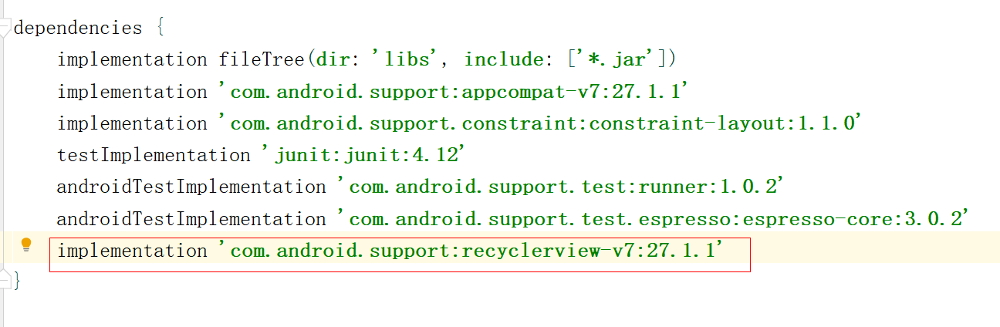 dependencies {
implementation fileTree(dir: 'libs', include: ['*.jar'])
implementation 'com.android.support:appcompat-v7:27.1.1'
implementation 'com.android.support.constraint:constraint-layout:1.1.0'
testImplementation 'junit:junit:4.12'
androidTestImplementation 'com.android.support.test:runner:1.0.2'
androidTestImplementation 'com.android.support.test.espresso:espresso-core:3.0.2'
implementation 'com.android.support:recyclerview-v7:27.1.1'
}